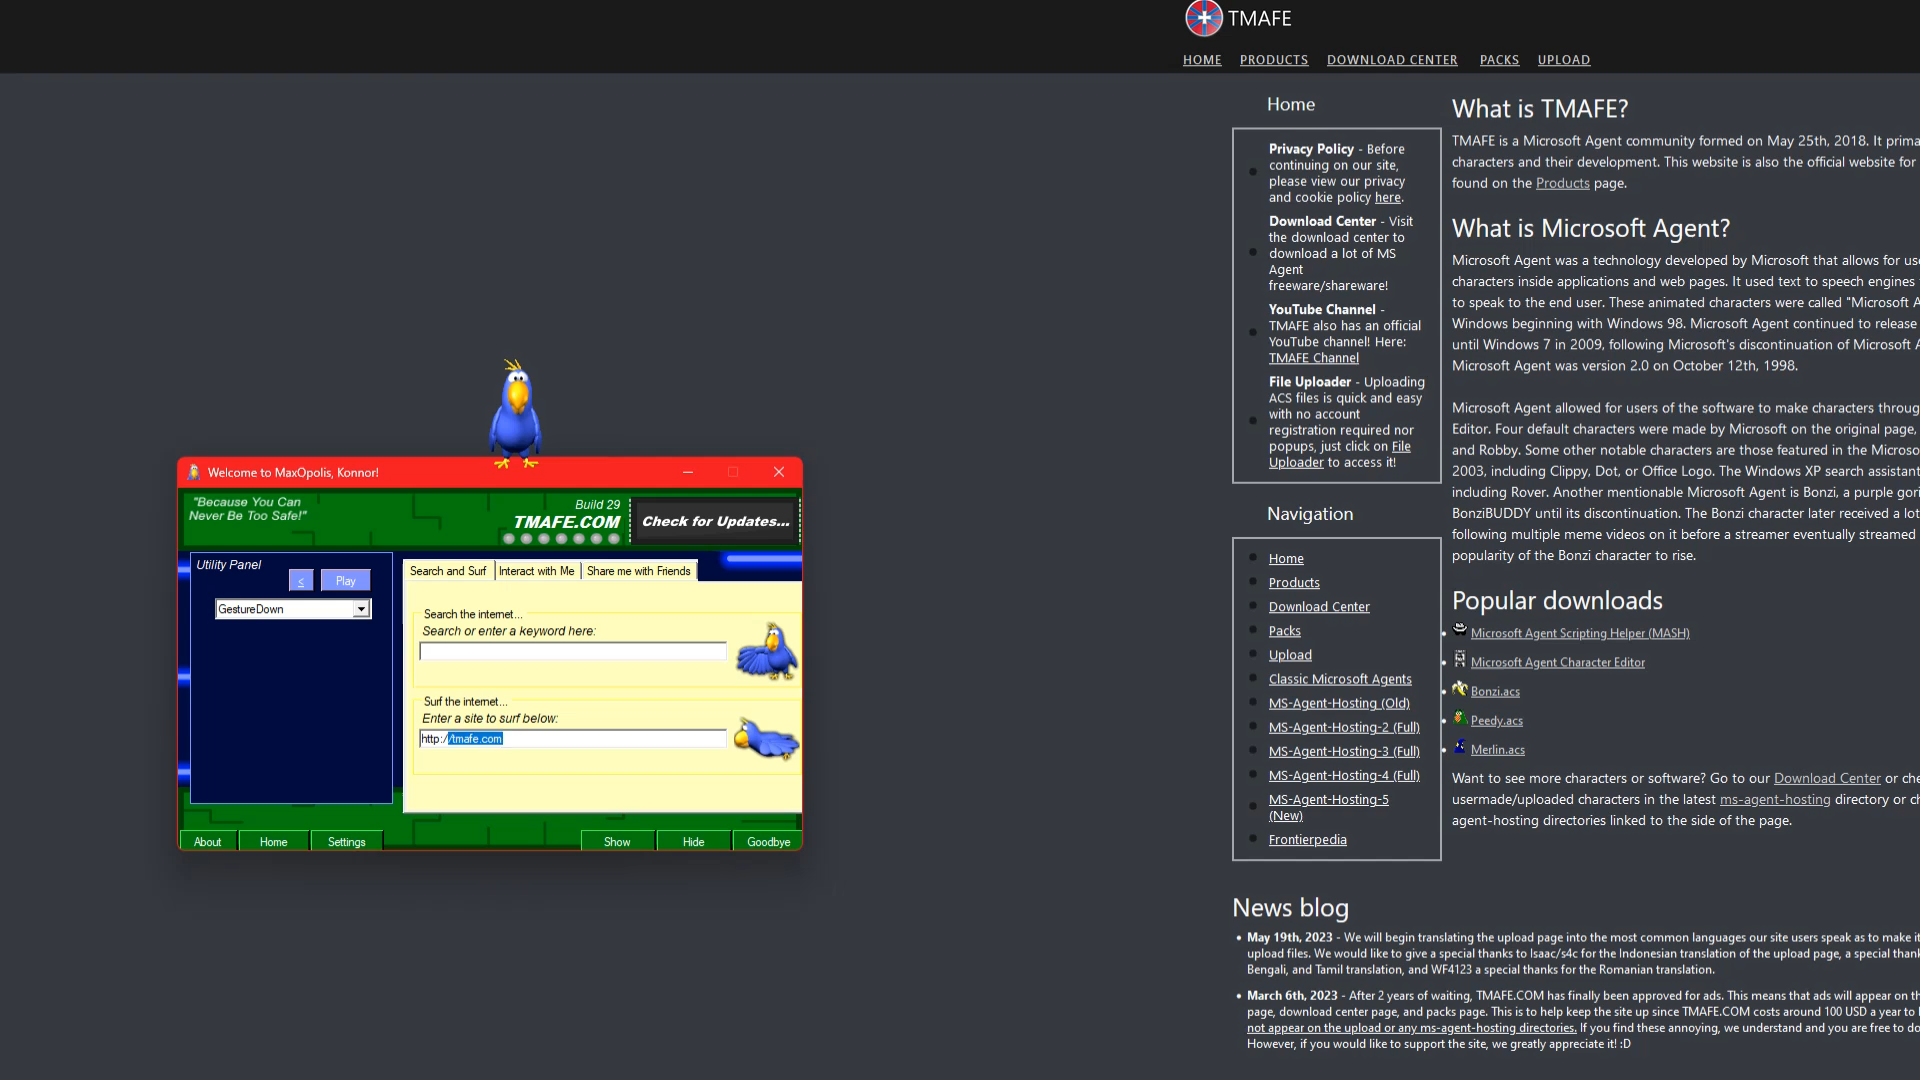 TMAFE
HOME PRODUCTS DOWNLOAD CENTER PACKS UPLOAD
Home
Privacy Policy - Before
continuing on our site,
please view our privacy
and cookie policy here.
Download Center - Visit
the download center to
download a lot of MS
Agent
freeware/shareware!
YouTube Channel -
TMAFE also has an official
YouTube channel! Here:
TMAFE Channel
File Uploader - Uploading
ACS files is quick and easy
with no account
registration required nor
popups, just click on File
Uploader to access it!
Navigation
Home
Products
Download Center
Packs
Upload
Classic Microsoft Agents
MS-Agent-Hosting (Old)
MS-Agent-Hosting-2 (Full)
MS-Agent-Hosting-3 (Full)
MS-Agent-Hosting-4 (Full)
MS-Agent-Hosting-5
(New)
Frontierpedia
What is TMAFE?
TMAFE is a Microsoft Agent community formed on May 25th, 2018. It prima
characters and their development. This website is also the official website for
found on the Products page.
What is Microsoft Agent?
Microsoft Agent was a technology developed by Microsoft that allows for use
characters inside applications and web pages. It used text to speech engines
to speak to the end user. These animated characters were called "Microsoft A
Windows beginning with Windows 98. Microsoft Agent continued to release
until Windows 7 in 2009, following Microsoft's discontinuation of Microsoft A
Microsoft Agent was version 2.0 on October 12th, 1998.
Microsoft Agent allowed for users of the software to make characters throug
Editor. Four default characters were made by Microsoft on the original page,
and Robby. Some other notable characters are those featured in the Microso
2003, including Clippy, Dot, or Office Logo. The Windows XP search assistant
including Rover. Another mentionable Microsoft Agent is Bonzi, a purple gori
BonziBUDDY until its discontinuation. The Bonzi character later received a lot
following multiple meme videos on it before a streamer eventually streamed
popularity of the Bonzi character to rise.
Popular downloads
Microsoft Agent Scripting Helper (MASH)
Microsoft Agent Character Editor
Bonzi.acs
Peedy.acs
Merlin.acs
Want to see more characters or software? Go to our Download Center or che
usermade/uploaded characters in the latest ms-agent-hosting directory or ch
agent-hosting directories linked to the side of the page.
News blog
May 19th, 2023 - We will begin translating the upload page into the most common languages our site users speak as to make it
upload files. We would like to give a special thanks to Isaac/s4c for the Indonesian translation of the upload page, a special thank
Bengali, and Tamil translation, and WF4123 a special thanks for the Romanian translation.
March 6th, 2023 - After 2 years of waiting, TMAFE.COM has finally been approved for ads. This means that ads will appear on th
page, download center page, and packs page. This is to help keep the site up since TMAFE.COM costs around 100 USD a year to
not appear on the upload or any ms-agent-hosting directories. If you find these annoying, we understand and you are free to do
However, if you would like to support the site, we greatly appreciate it! :D
Welcome to MaxOpolis, Konnor!
"Because You Can
Never Be Too Safe!"
Build 29
TMAFE.COM
Check for Updates...
Utility Panel
< Play
GestureDown
Search and Surf Interact with Me Share me with Friends
Search the internet...
Search or enter a keyword here:
Surf the internet...
Enter a site to surf below:
http://tmafe.com
About Home Settings Show Hide Goodbye